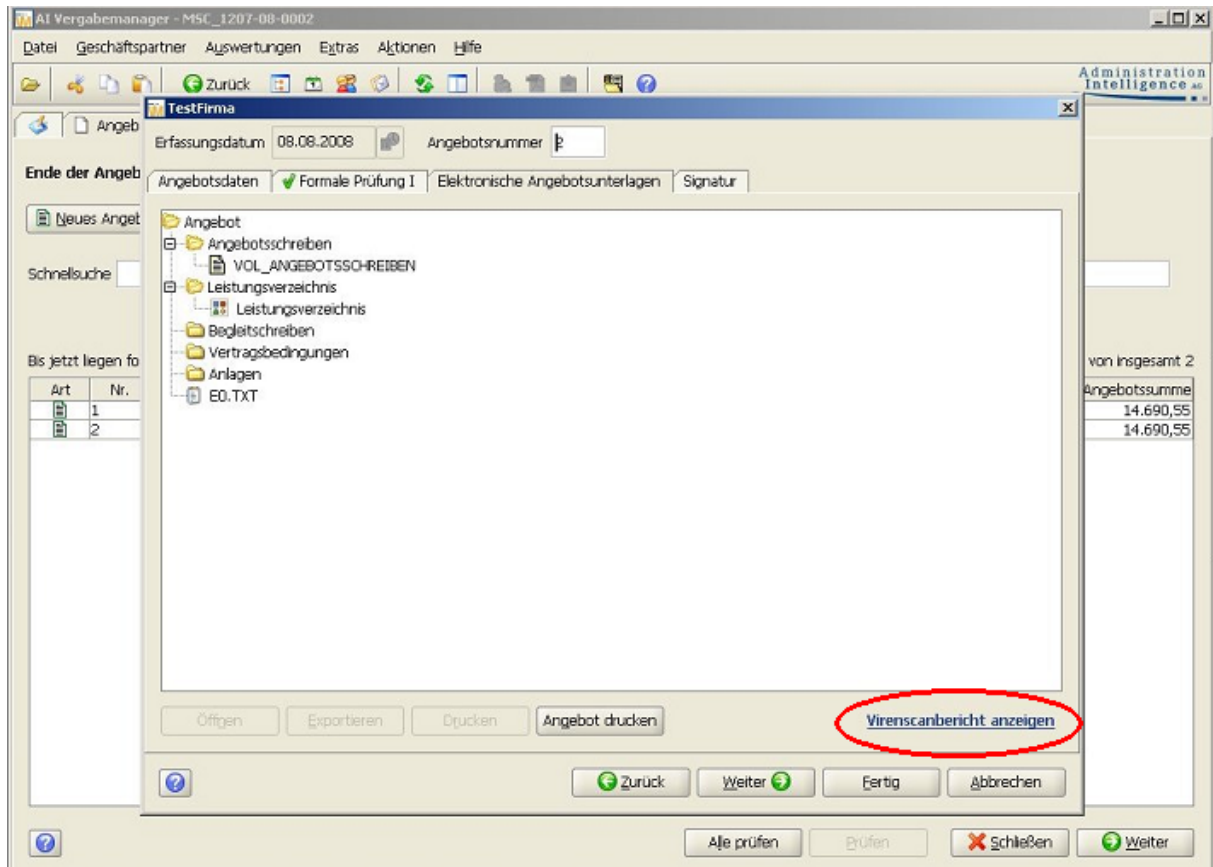 AI Vergabemanager - MSC_1207-08-0002
Datei Geschäftspartner Auswertungen Extras Aktionen Hilfe
Zurück
Administration
Intelligence AG
TestFirma
Angeb
Erfassungsdatum 08.08.2008 Angebotsnummer 2
Ende der Angeb
Angebotsdaten Formale Prüfung I Elektronische Angebotsunterlagen Signatur
Neues Angeb
Angebot
Angebotsschreiben
VOL_ANGEBOTSSCHREIBEN
Schnellsuche
Leistungsverzeichnis
Leistungsverzeichnis
Begleitschreiben
Vertragsbedingungen
Bis jetzt liegen fo
von insgesamt 2
Anlagen
Art Nr. Angebotssumme
E0.TXT
1 14.690,55
2 14.690,55
Öffnen Exportieren Drucken Angebot drucken Virenscanbericht anzeigen
Zurück Weiter Fertig Abbrechen
Alle prüfen Prüfen Schließen Weiter